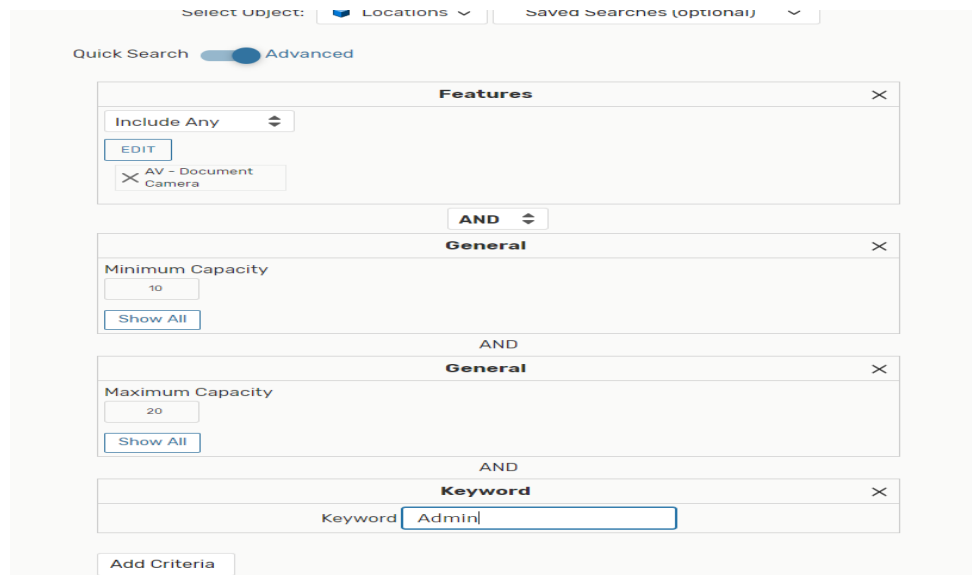 Select Object: Locations Saved Searches (optional)
Quick Search Advanced
Features
Include Any
EDIT
AV - Document
Camera
AND
General
Minimum Capacity
10
Show All
AND
General
Maximum Capacity
20
Show All
AND
Keyword
Keyword Admin
Add Criteria